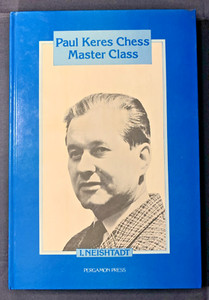 Paul Keres Chess
Master Class
I. NEISHTADT
PERGAMON PRESS